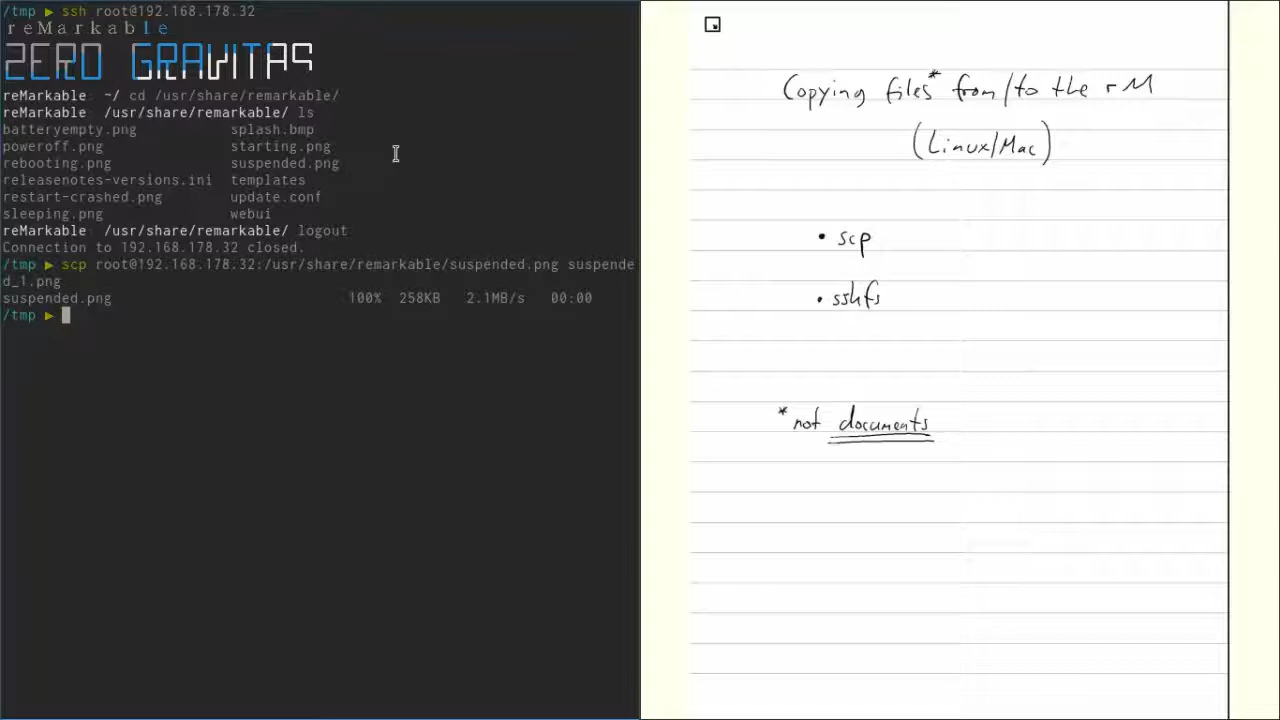 /tmp ► ssh root@192.168.178.32
reMarkable
ZERO GRAVITAS
reMarkable ~/ cd /usr/share/remarkable/
reMarkable /usr/share/remarkable/ ls
batteryempty.png splash.bmp
poweroff.png starting.png
rebooting.png suspended.png
releasenotes-versions.ini templates
restart-crashed.png update.conf
sleeping.png webui
reMarkable /usr/share/remarkable/ logout
Connection to 192.168.178.32 closed.
/tmp ► scp root@192.168.178.32:/usr/share/remarkable/suspended.png suspende
d_1.png
suspended.png 100% 258KB 2.1MB/s 00:00
/tmp ►
Copying files* from/to the rM
(Linux/Mac)
• scp
• sshfs
*not documents